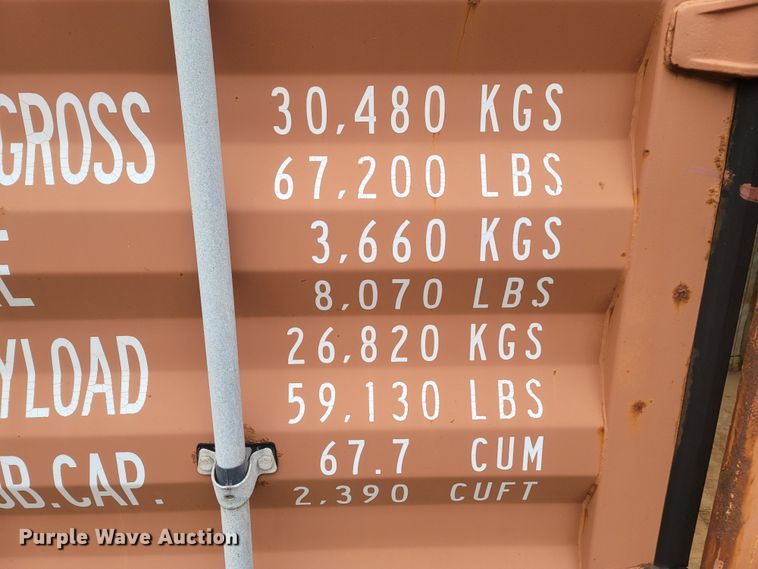 GROSS 30,480 KGS
67,200 LBS
E 3,660 KGS
8,070 LBS
YLOAD 26,820 KGS
59,130 LBS
UB.CAP. 67.7 CUM
2,390 CUFT
Purple Wave Auction